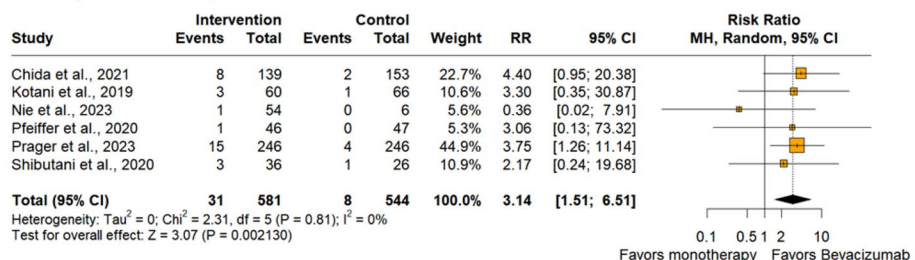 Intervention Control Risk Ratio
Study Events Total Events Total Weight RR 95% CI MH, Random, 95% CI
Chida et al., 2021 8 139 2 153 22.7% 4.40 [0.95; 20.38]
Kotani et al., 2019 3 60 1 66 10.6% 3.30 [0.35; 30.87]
Nie et al., 2023 1 54 0 6 5.6% 0.36 [0.02; 7.91]
Pfeiffer et al., 2020 1 46 0 47 5.3% 3.06 [0.13; 73.32]
Prager et al., 2023 15 246 4 246 44.9% 3.75 [1.26; 11.14]
Shibutani et al., 2020 3 36 1 26 10.9% 2.17 [0.24; 19.68]
Total (95% CI) 31 581 8 544 100.0% 3.14 [1.51; 6.51]
Heterogeneity: Tau² = 0; Chi² = 2.31, df = 5 (P = 0.81); I² = 0%
Test for overall effect: Z = 3.07 (P = 0.002130)
0.1 0.5 1 2 10
Favors monotherapy Favors Bevacizumab